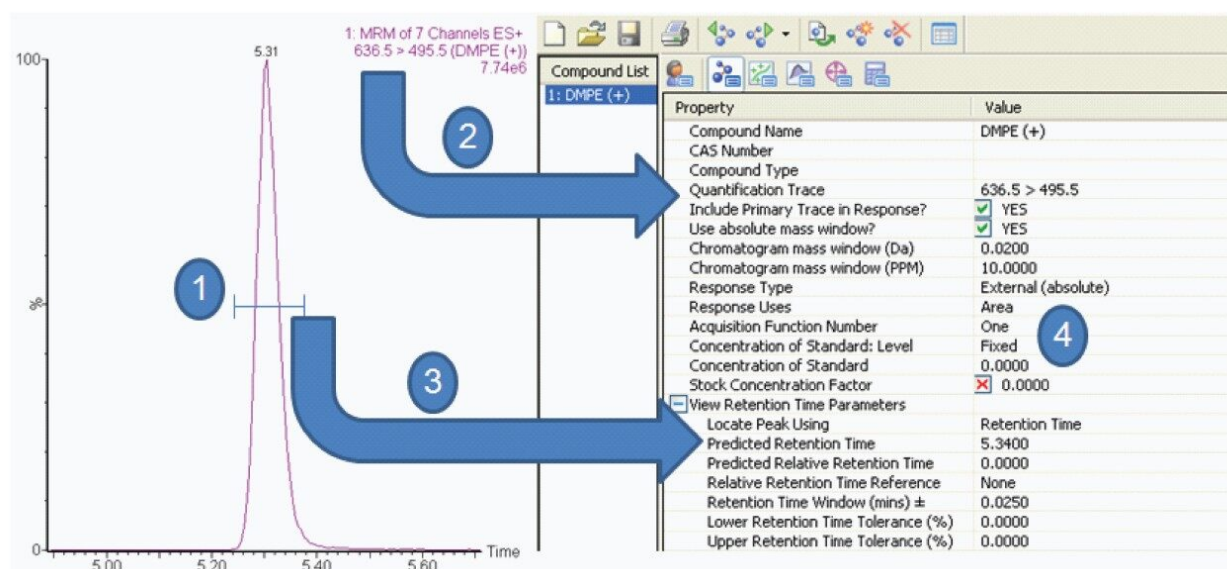 1: MRM of 7 Channels ES+
636.5 > 495.5 (DMPE (+))
7.74e6
5.31
100
%
0
5.00 5.20 5.40 5.60 Time
1
2
3
4
Compound List
1: DMPE (+)
Property Value
Compound Name DMPE (+)
CAS Number
Compound Type
Quantification Trace 636.5 > 495.5
Include Primary Trace in Response? YES
Use absolute mass window? YES
Chromatogram mass window (Da) 0.0200
Chromatogram mass window (PPM) 10.0000
Response Type External (absolute)
Response Uses Area
Acquisition Function Number One
Concentration of Standard: Level Fixed
Concentration of Standard 0.0000
Stock Concentration Factor 0.0000
View Retention Time Parameters
Locate Peak Using Retention Time
Predicted Retention Time 5.3400
Predicted Relative Retention Time 0.0000
Relative Retention Time Reference None
Retention Time Window (mins) ± 0.0250
Lower Retention Time Tolerance (%) 0.0000
Upper Retention Time Tolerance (%) 0.0000